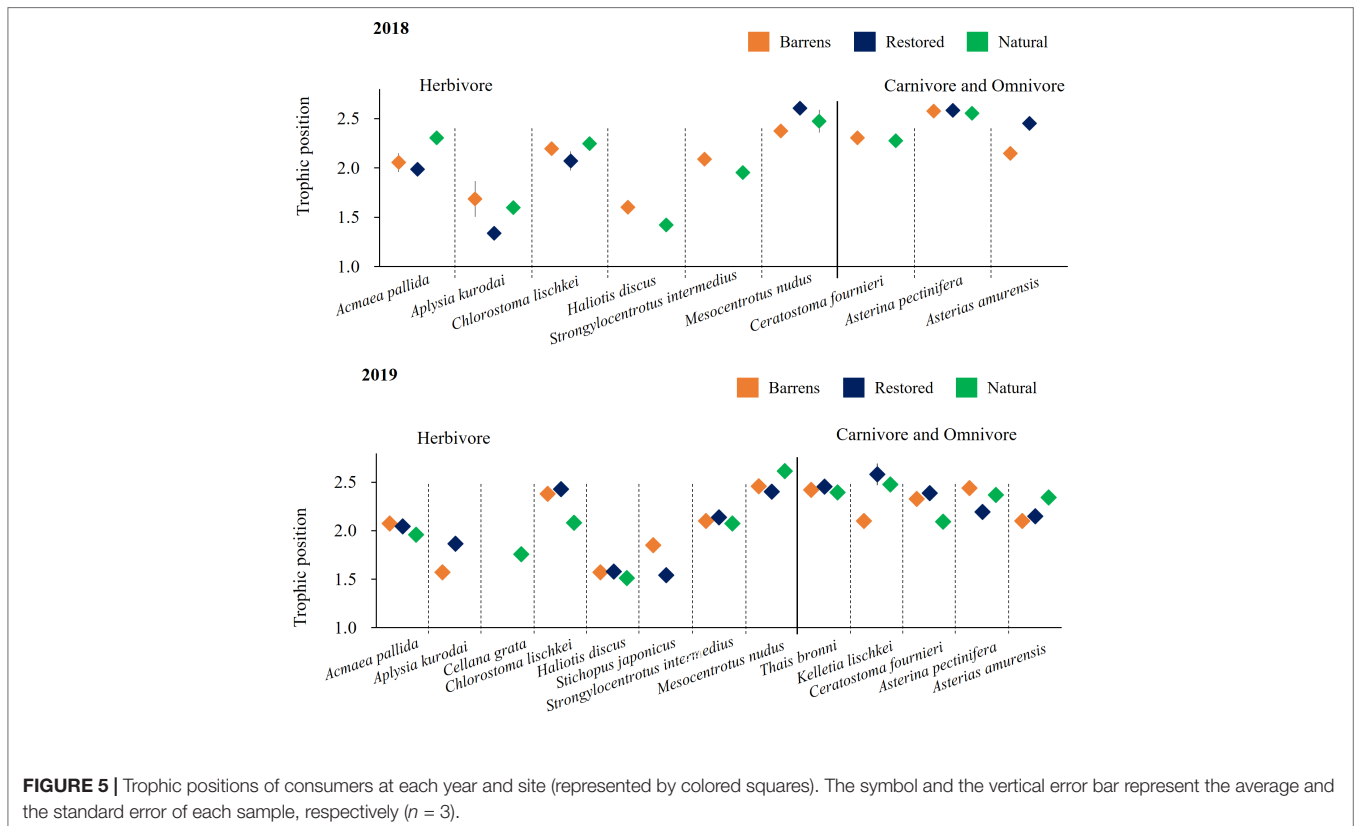 2018
Barrens Restored Natural
Herbivore
Carnivore and Omnivore
Trophic position
2.5
2.0
1.5
1.0
Acmaea pallida
Aplysia kurodai
Chlorostoma lischkei
Haliotis discus
Strongylocentrotus intermedius
Mesocentrotus nudus
Ceratostoma fournieri
Asterina pectinifera
Asterias amurensis
2019
Barrens Restored Natural
Herbivore
Carnivore and Omnivore
Trophic position
2.5
2.0
1.5
1.0
Acmaea pallida
Aplysia kurodai
Cellana grata
Chlorostoma lischkei
Haliotis discus
Stichopus japonicus
Strongylocentrotus intermedius
Mesocentrotus nudus
Thais bronni
Kelletia lischkei
Ceratostoma fournieri
Asterina pectinifera
Asterias amurensis
FIGURE 5 | Trophic positions of consumers at each year and site (represented by colored squares). The symbol and the vertical error bar represent the average and
the standard error of each sample, respectively (n = 3).